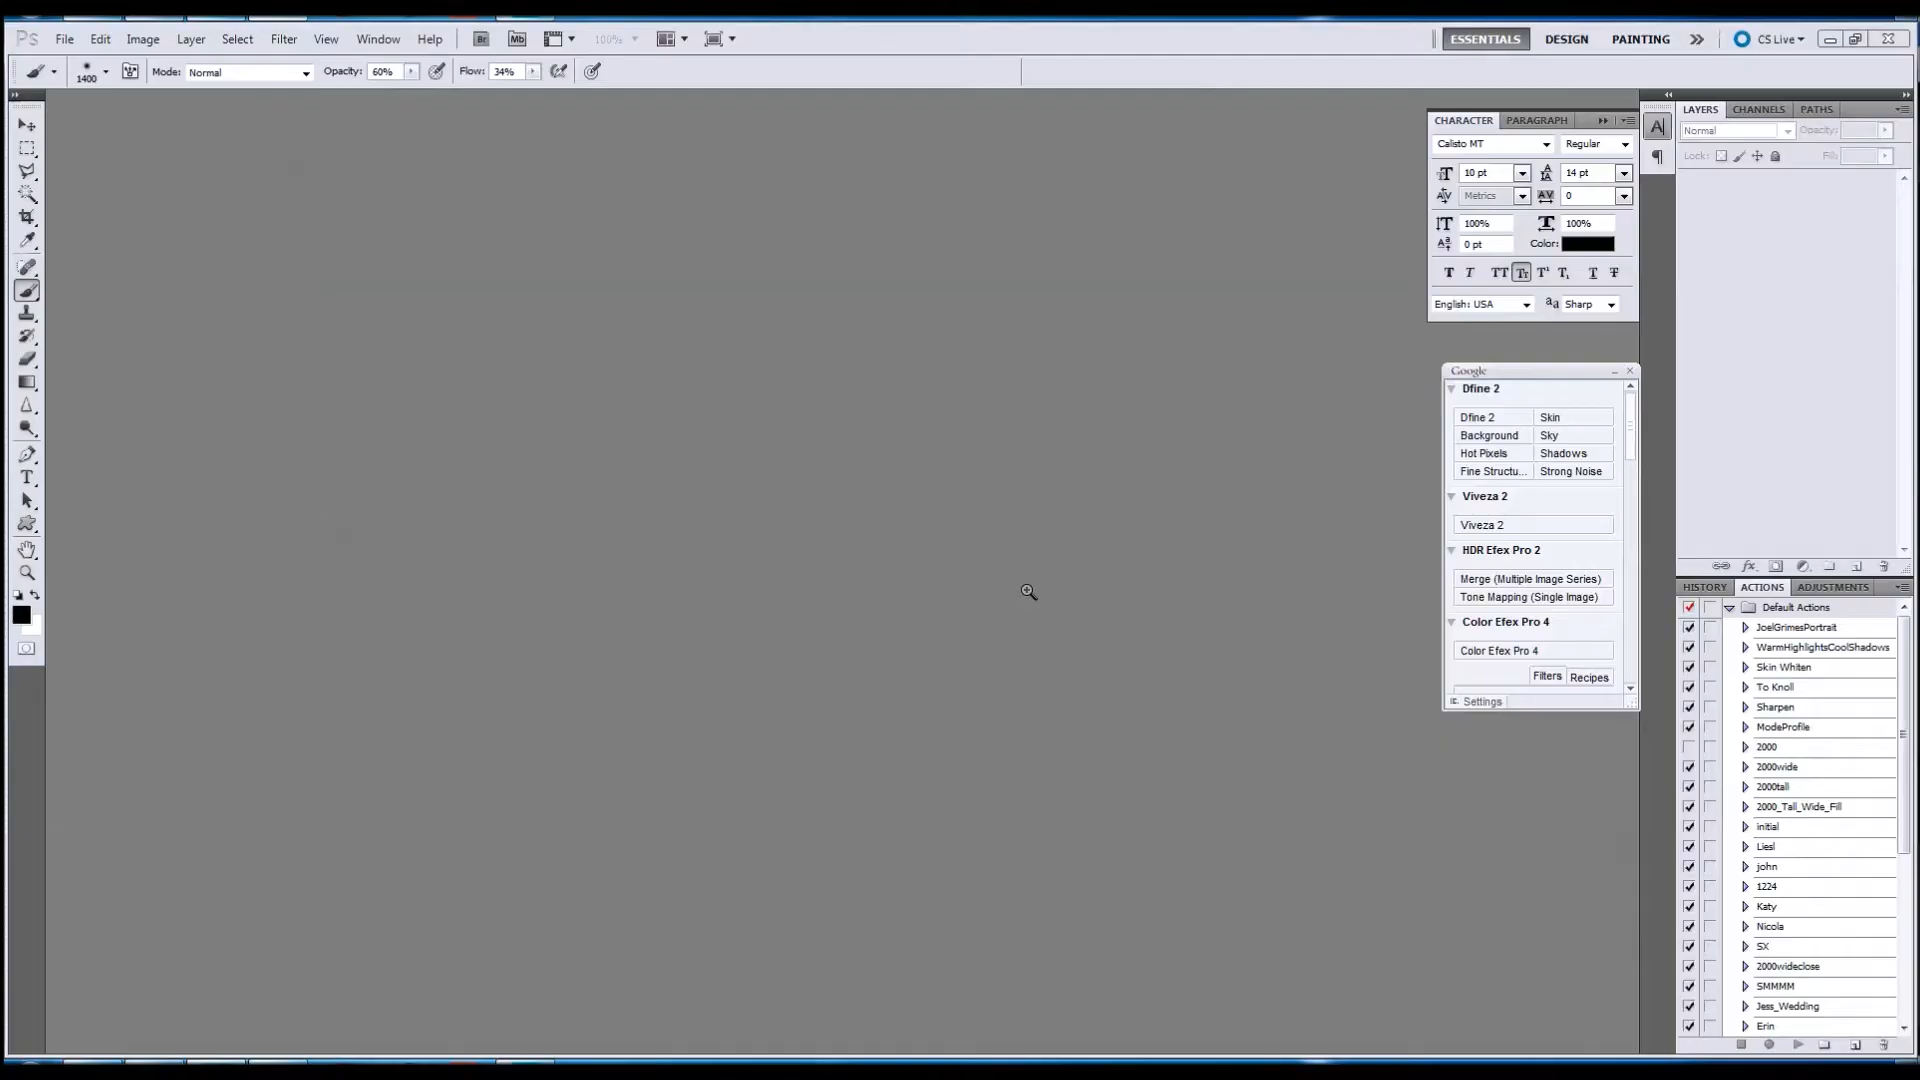 Ps File Edit Image Layer Select Filter View Window Help Br Mb 100% ESSENTIALS DESIGN PAINTING CS Live
1400 Mode: Normal Opacity: 60% Flow: 34%
CHARACTER PARAGRAPH
Calisto MT Regular
10 pt 14 pt
Metrics 0
100% 100%
0 pt Color:
English: USA Sharp
Google
Dfine 2
Dfine 2 Skin
Background Sky
Hot Pixels Shadows
Fine Structu... Strong Noise
Viveza 2
Viveza 2
HDR Efex Pro 2
Merge (Multiple Image Series)
Tone Mapping (Single Image)
Color Efex Pro 4
Color Efex Pro 4
Filters Recipes
Settings
LAYERS CHANNELS PATHS
Normal Opacity:
Lock: Fill:
HISTORY ACTIONS ADJUSTMENTS
Default Actions
JoelGrimesPortrait
WarmHighlightsCoolShadows
Skin Whiten
To Knoll
Sharpen
ModeProfile
2000
2000wide
2000tall
2000_Tall_Wide_Fill
initial
Liesl
john
1224
Katy
Nicola
SX
2000wideclose
SMMMM
Jess_Wedding
Erin